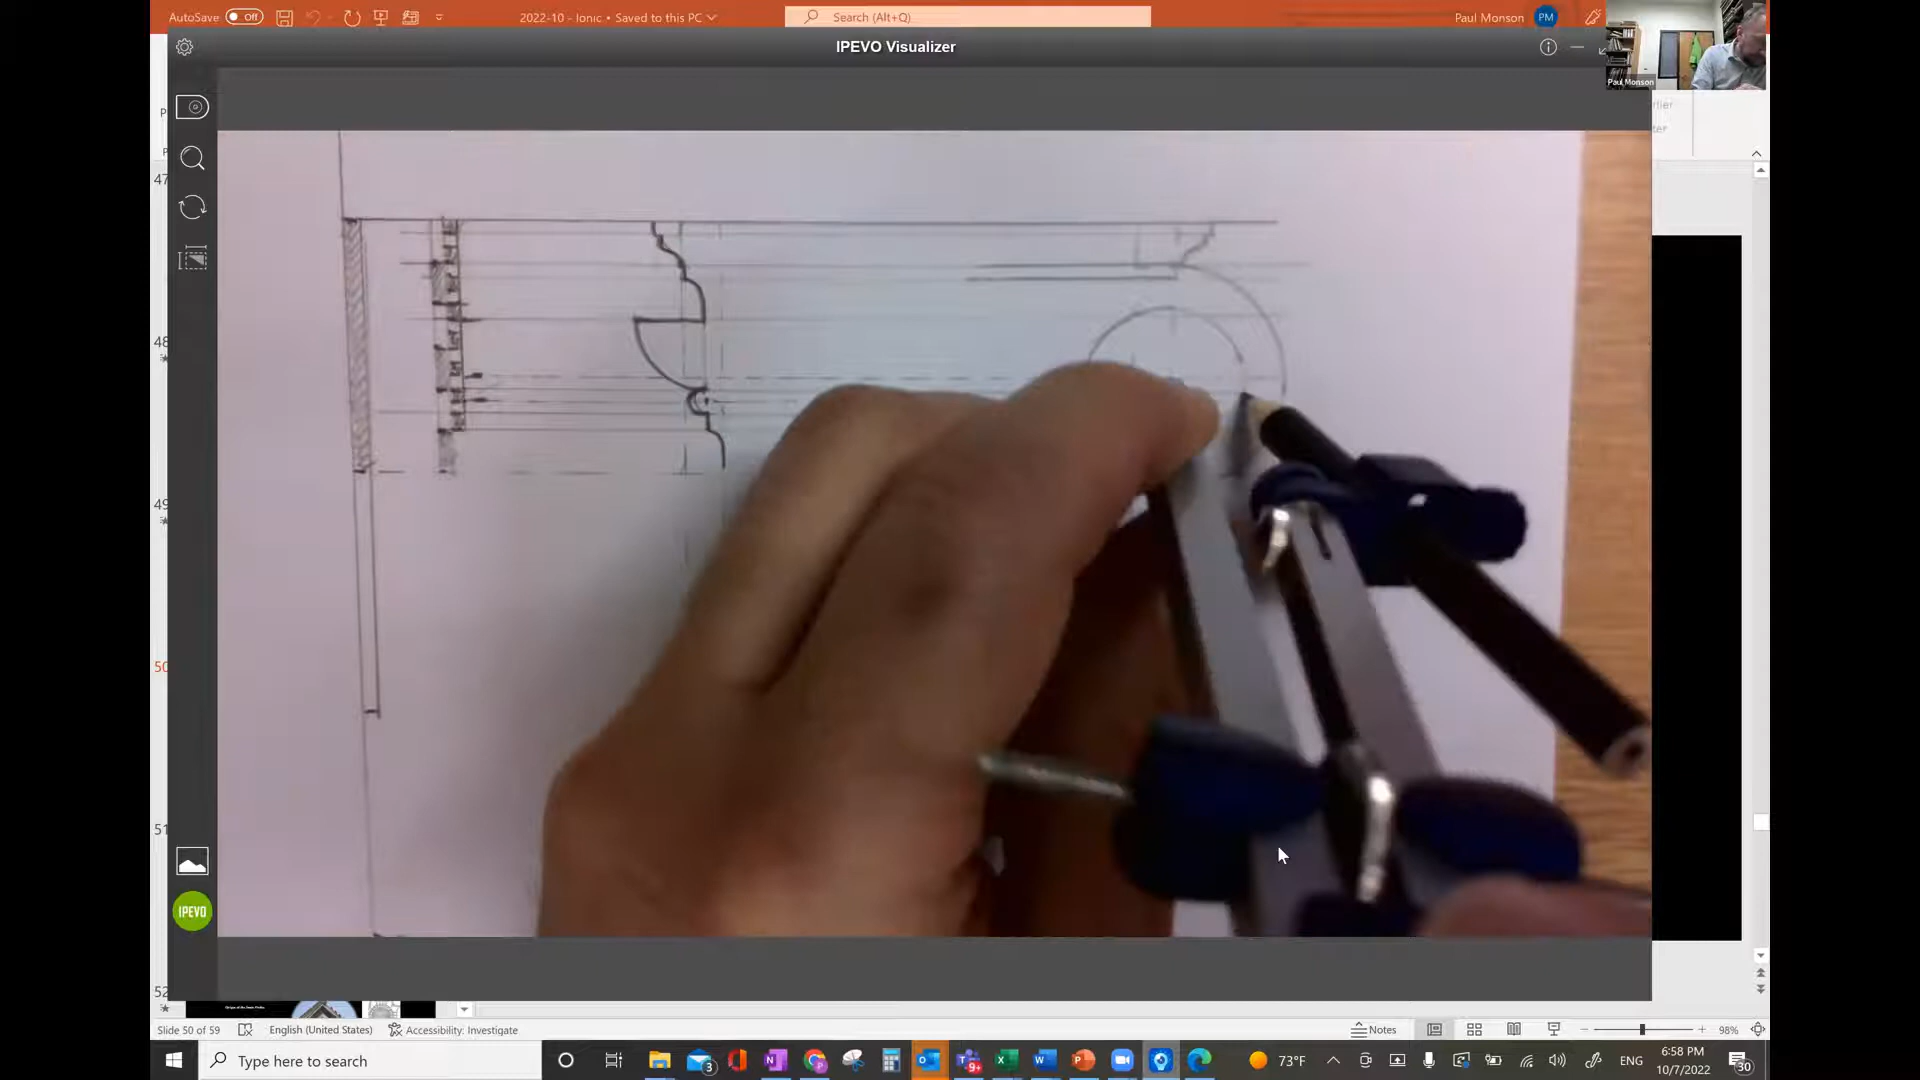 AutoSave Off 2022-10 - Ionic • Saved to this PC Search (Alt+Q) Paul Monson PM
IPEVO Visualizer
Paul Monson
47
48
49
50
51
52
IPEVO
Slide 50 of 59 English (United States) Accessibility: Investigate Notes 98%
Type here to search 3 9+ 73°F ENG 6:58 PM
10/7/2022 30